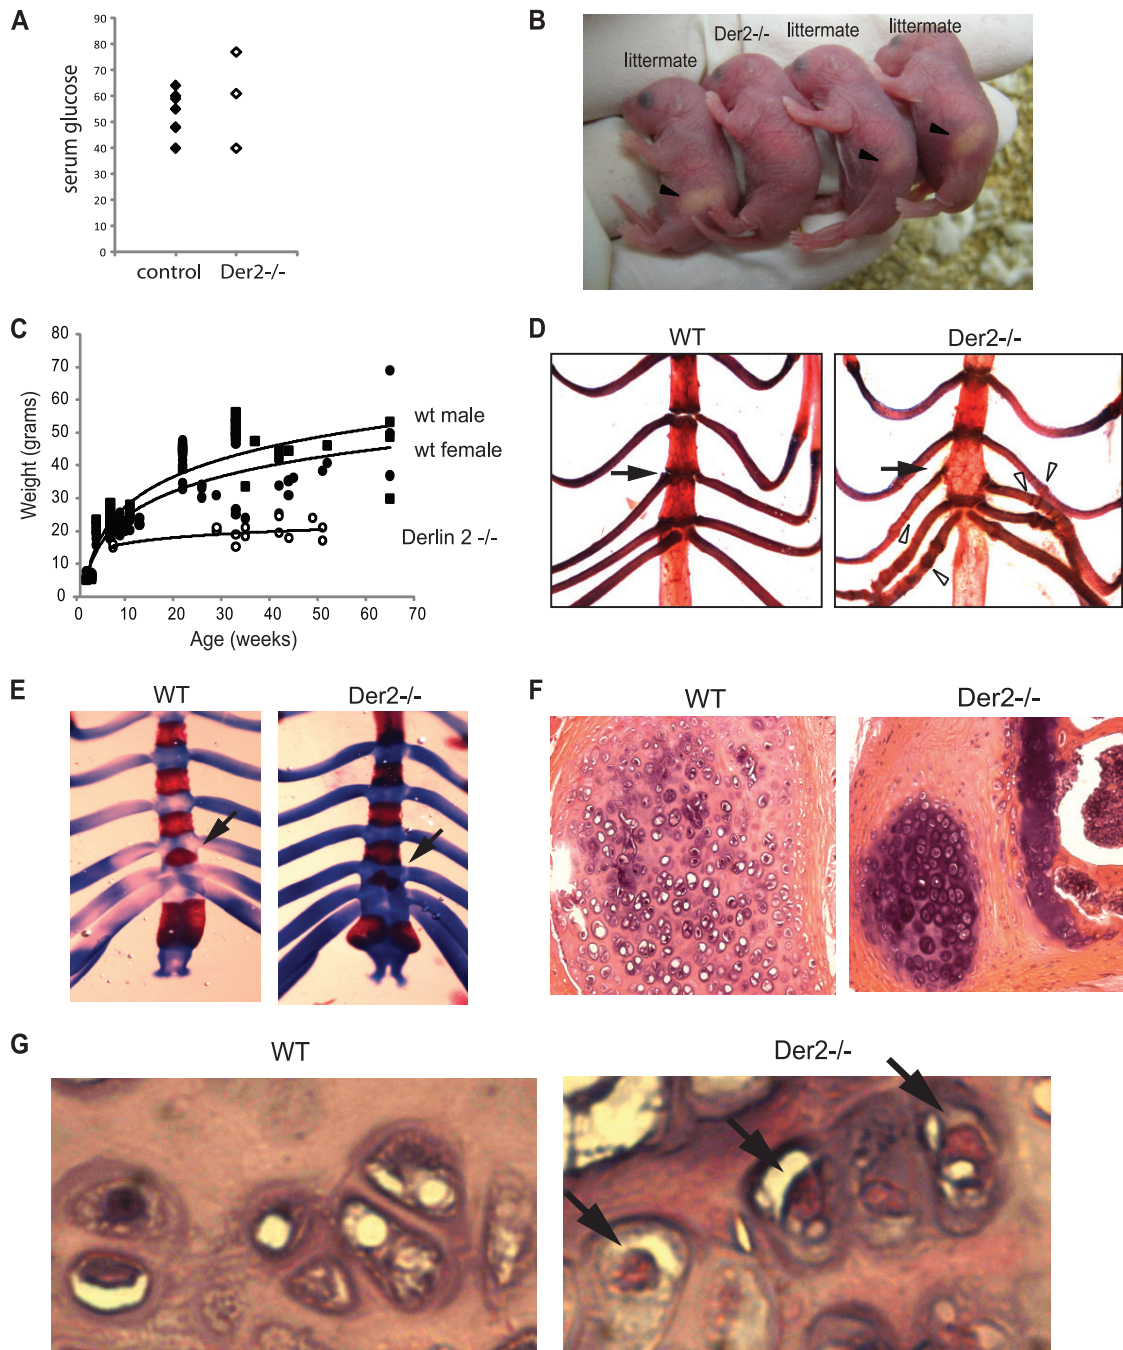 A
90
80
70
60
50
40
30
20
10
0
serum glucose
control
Der2-/-
B
littermate
Der2-/-
littermate
littermate
C
80
70
60
50
40
30
20
10
0
Weight (grams)
0
10
20
30
40
50
60
70
Age (weeks)
wt male
wt female
Derlin 2 -/-
D
WT
Der2-/-
E
WT
Der2-/-
F
WT
Der2-/-
G
WT
Der2-/-